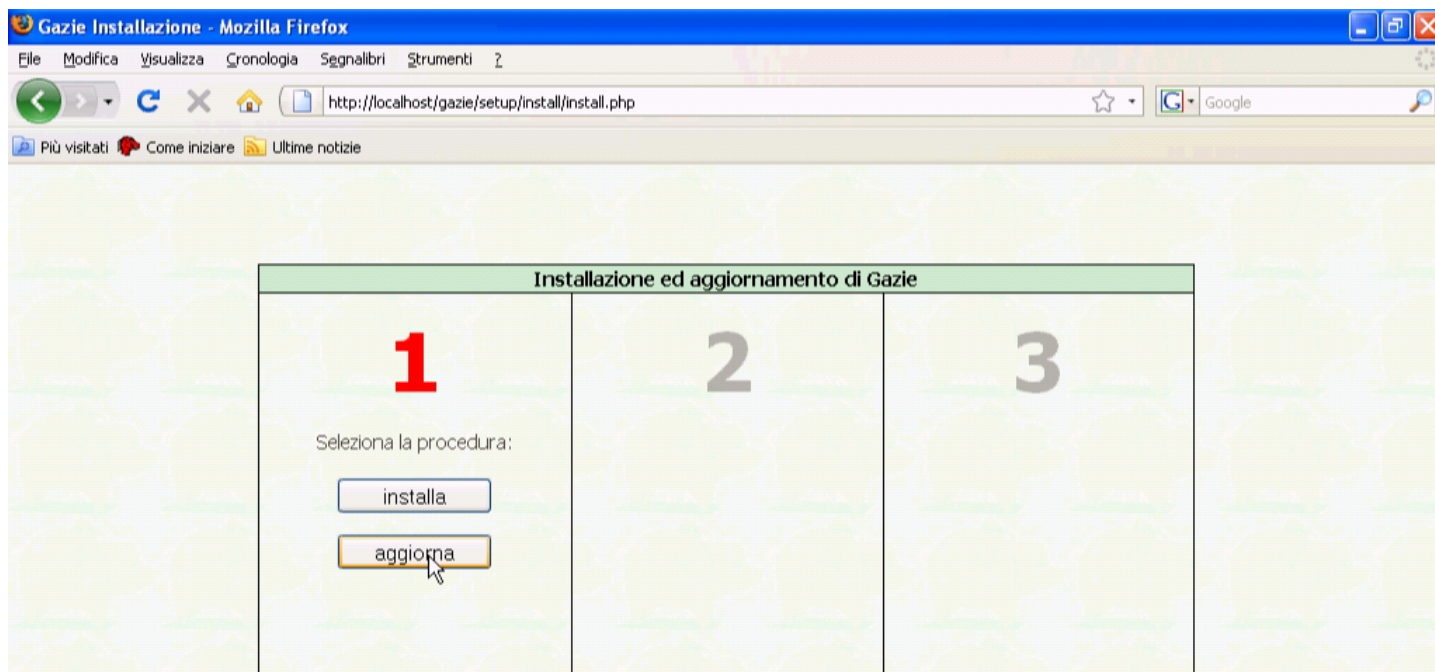 Gazie Installazione - Mozilla Firefox
File Modifica Visualizza Cronologia Segnalibri Strumenti ?
http://localhost/gazie/setup/install/install.php G Google
Più visitati Come iniziare Ultime notizie
Installazione ed aggiornamento di Gazie
1 2 3
Seleziona la procedura:
installa
aggiorna